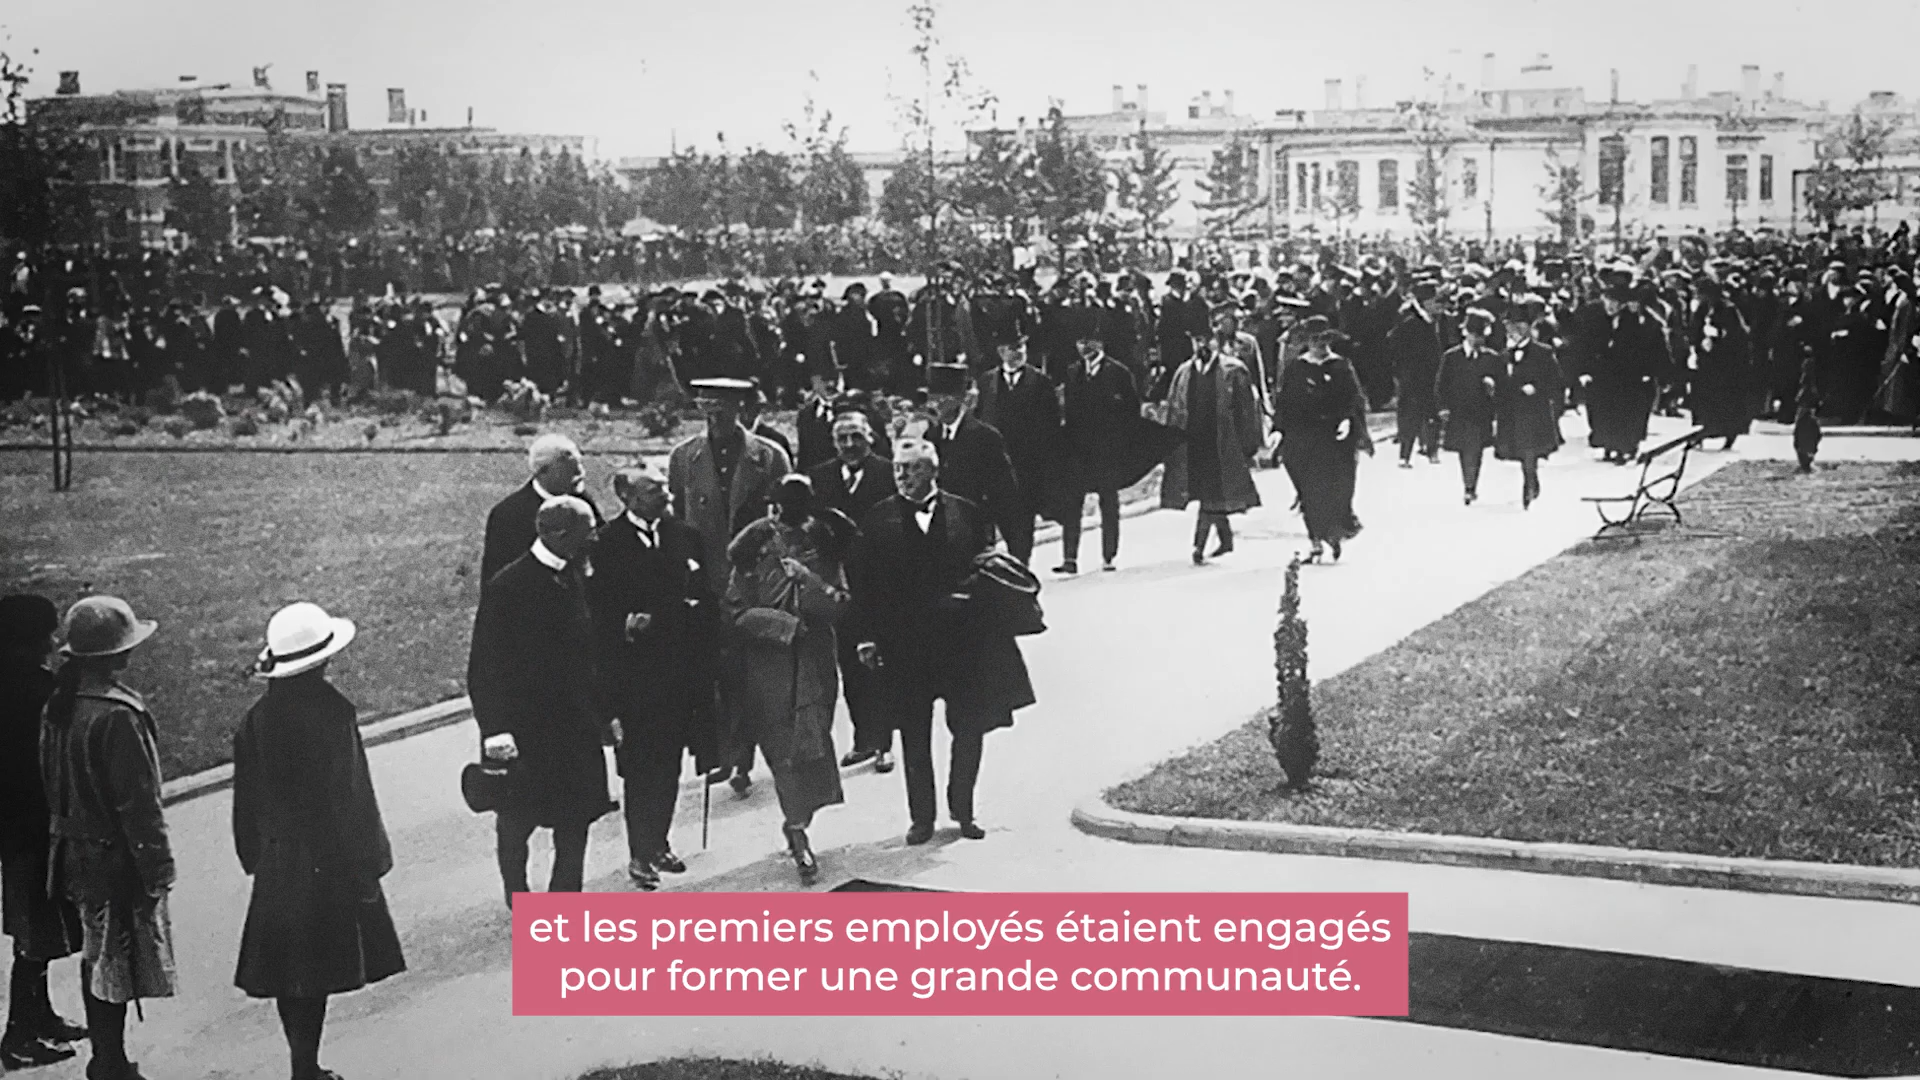 et les premiers employés étaient engagés
pour former une grande communauté.